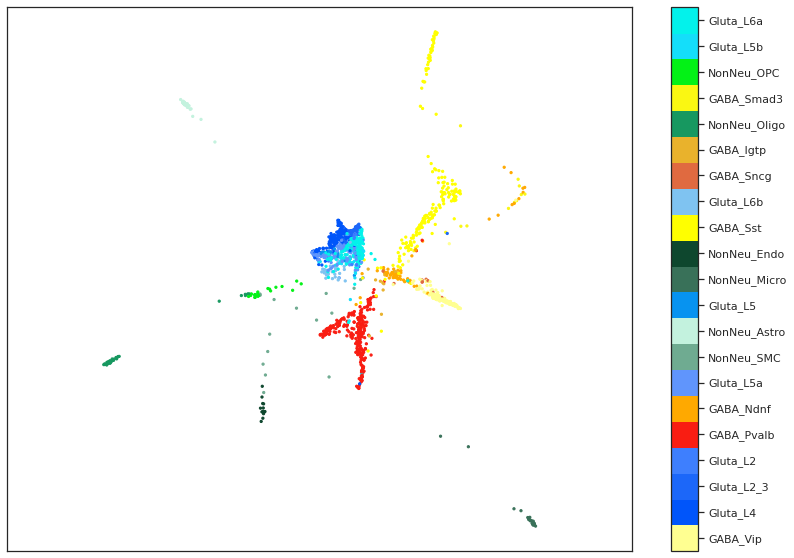 Gluta_L6a
Gluta_L5b
NonNeu_OPC
GABA_Smad3
NonNeu_Oligo
GABA_Igtp
GABA_Sncg
Gluta_L6b
GABA_Sst
NonNeu_Endo
NonNeu_Micro
Gluta_L5
NonNeu_Astro
NonNeu_SMC
Gluta_L5a
GABA_Ndnf
GABA_Pvalb
Gluta_L2
Gluta_L2_3
Gluta_L4
GABA_Vip